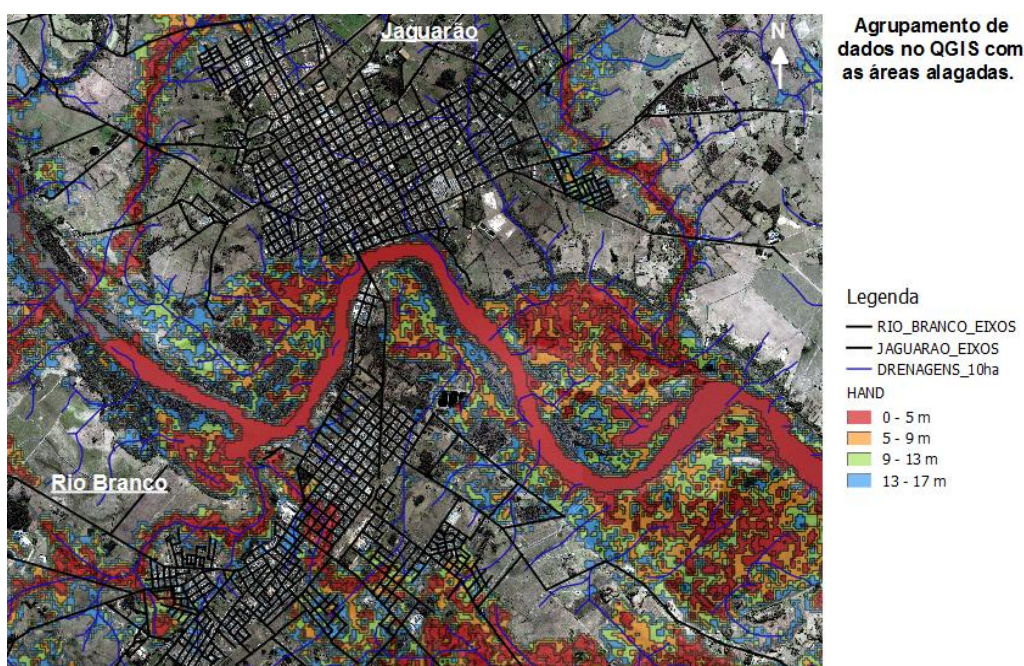 Jaguarão
N
Rio Branco
Agrupamento de
dados no QGIS com
as áreas alagadas.
Legenda
RIO_BRANCO_EIXOS
JAGUARAO_EIXOS
DRENAGENS_10ha
HAND
0 - 5 m
5 - 9 m
9 - 13 m
13 - 17 m